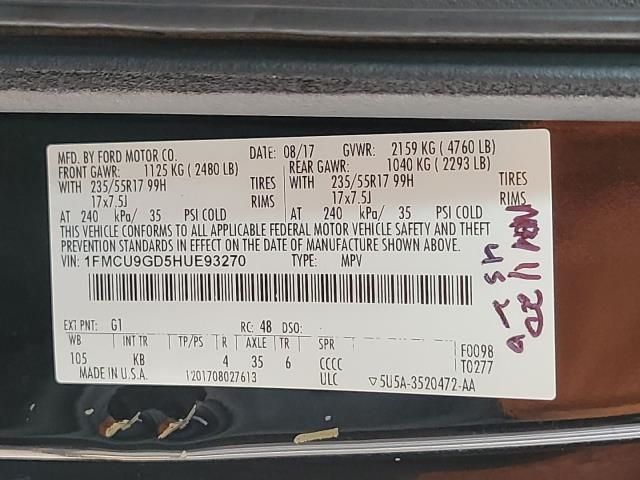 MFD. BY FORD MOTOR CO.
DATE: 08/17 GVWR: 2159 KG ( 4760 LB)
FRONT GAWR: 1125 KG ( 2480 LB)
REAR GAWR: 1040 KG ( 2293 LB)
WITH 235/55R17 99H TIRES
17x7.5J RIMS
AT 240 kPa/ 35 PSI COLD
WITH 235/55R17 99H TIRES
17x7.5J RIMS
AT 240 kPa/ 35 PSI COLD
THIS VEHICLE CONFORMS TO ALL APPLICABLE FEDERAL MOTOR VEHICLE SAFETY AND THEFT
PREVENTION STANDARDS IN EFFECT ON THE DATE OF MANUFACTURE SHOWN ABOVE.
VIN: 1FMCU9GD5HUE93270 TYPE: MPV
EXT PNT: G1 RC: 48 DSO:
WB INT TR TP/PS R AXLE TR SPR
105 KB 4 35 6 CCCC
F0098
T0277
MADE IN U.S.A. 1201708027613 ULC
▽5U5A-3520472-AA